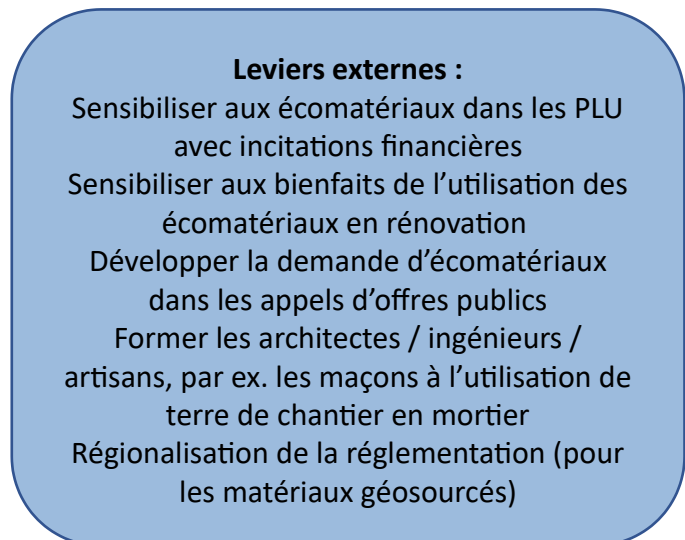 Leviers externes :
Sensibiliser aux écomatériaux dans les PLU
avec incitations financières
Sensibiliser aux bienfaits de l’utilisation des
écomatériaux en rénovation
Développer la demande d’écomatériaux
dans les appels d’offres publics
Former les architectes / ingénieurs /
artisans, par ex. les maçons à l’utilisation de
terre de chantier en mortier
Régionalisation de la réglementation (pour
les matériaux géosourcés)